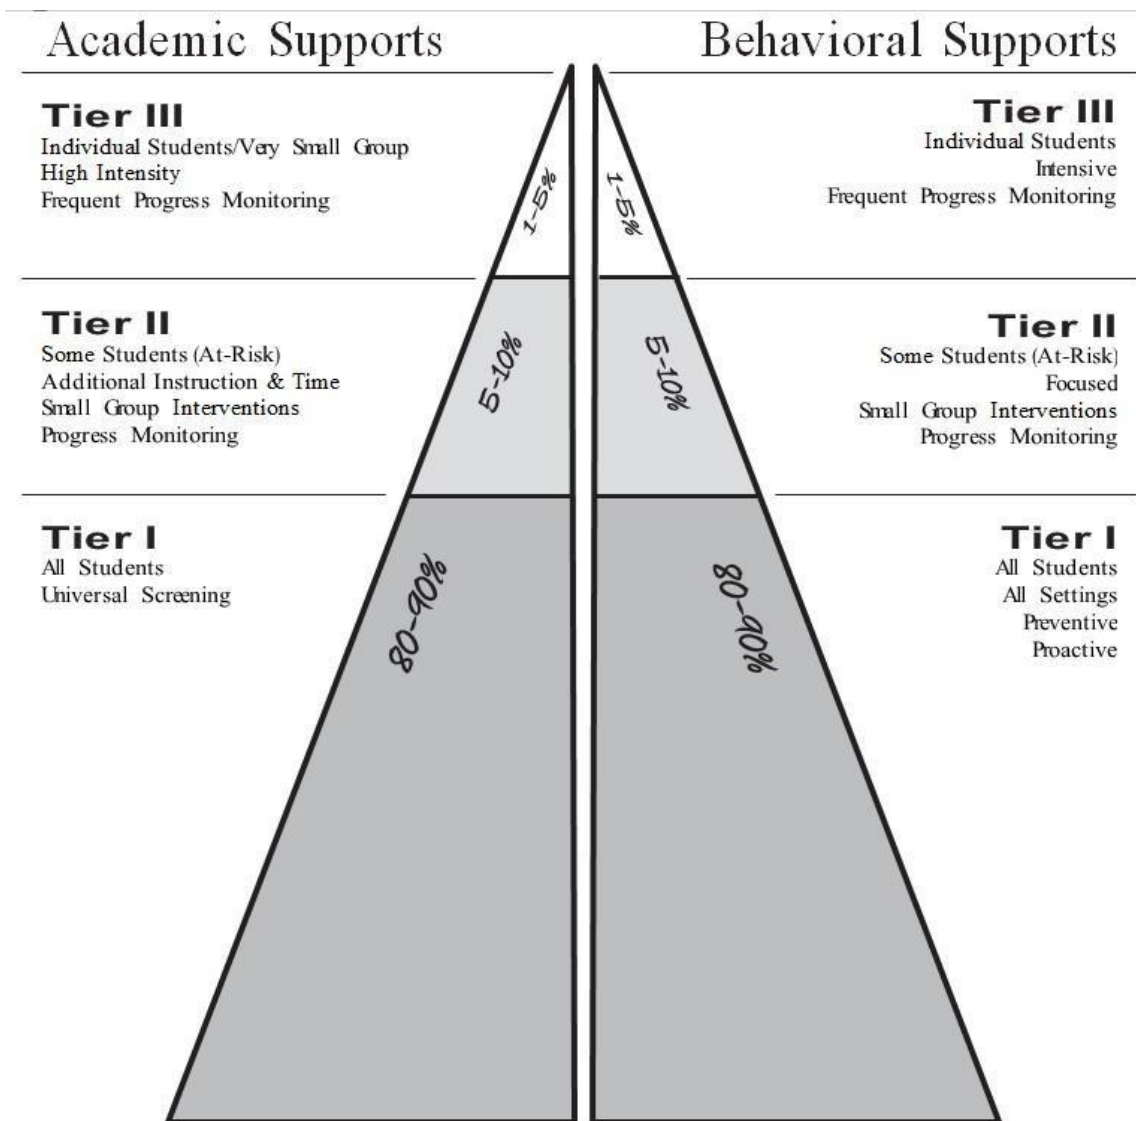 Academic Supports
Behavioral Supports
Tier III
Individual Students/Very Small Group
High Intensity
Frequent Progress Monitoring
1-5%
1-5%
Tier III
Individual Students
Intensive
Frequent Progress Monitoring
Tier II
Some Students (At-Risk)
Additional Instruction & Time
Small Group Interventions
Progress Monitoring
5-10%
5-10%
Tier II
Some Students (At-Risk)
Focused
Small Group Interventions
Progress Monitoring
Tier I
All Students
Universal Screening
80-90%
80-90%
Tier I
All Students
All Settings
Preventive
Proactive